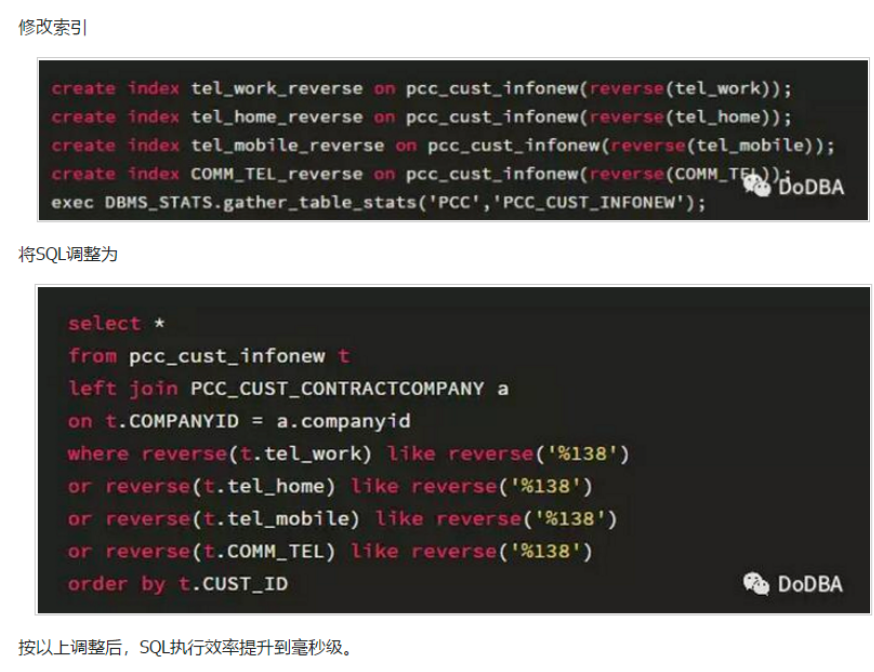 修改索引
create index tel_work_reverse on pcc_cust_infonew(reverse(tel_work));
create index tel_home_reverse on pcc_cust_infonew(reverse(tel_home));
create index tel_mobile_reverse on pcc_cust_infonew(reverse(tel_mobile));
create index COMM_TEL_reverse on pcc_cust_infonew(reverse(COMM_TEL));
DoDBA
exec DBMS_STATS.gather_table_stats('PCC','PCC_CUST_INFONEW');
将SQL调整为
select *
from pcc_cust_infonew t
left join PCC_CUST_CONTRACTCOMPANY a
on t.COMPANYID = a.companyid
where reverse(t.tel_work) like reverse('%138')
or reverse(t.tel_home) like reverse('%138')
or reverse(t.tel_mobile) like reverse('%138')
or reverse(t.COMM_TEL) like reverse('%138')
order by t.CUST_ID
DoDBA
按以上调整后，SQL执行效率提升到毫秒级。